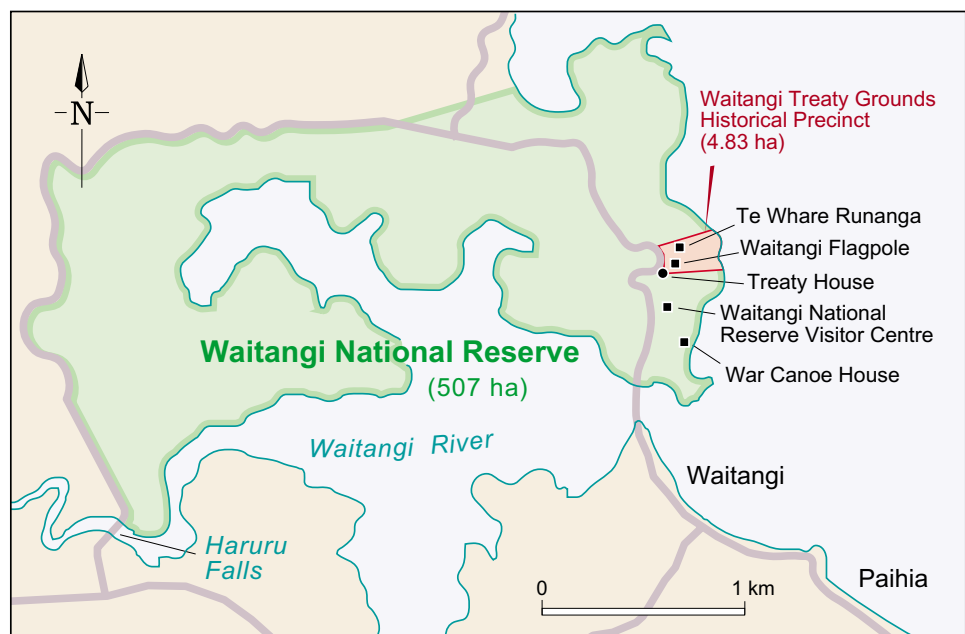 N
Waitangi Treaty Grounds
Historical Precinct
(4.83 ha)
Te Whare Runanga
Waitangi Flagpole
Treaty House
Waitangi National
Reserve Visitor Centre
War Canoe House
Waitangi National Reserve
(507 ha)
Waitangi River
Waitangi
Haruru
Falls
Paihia
0
1 km